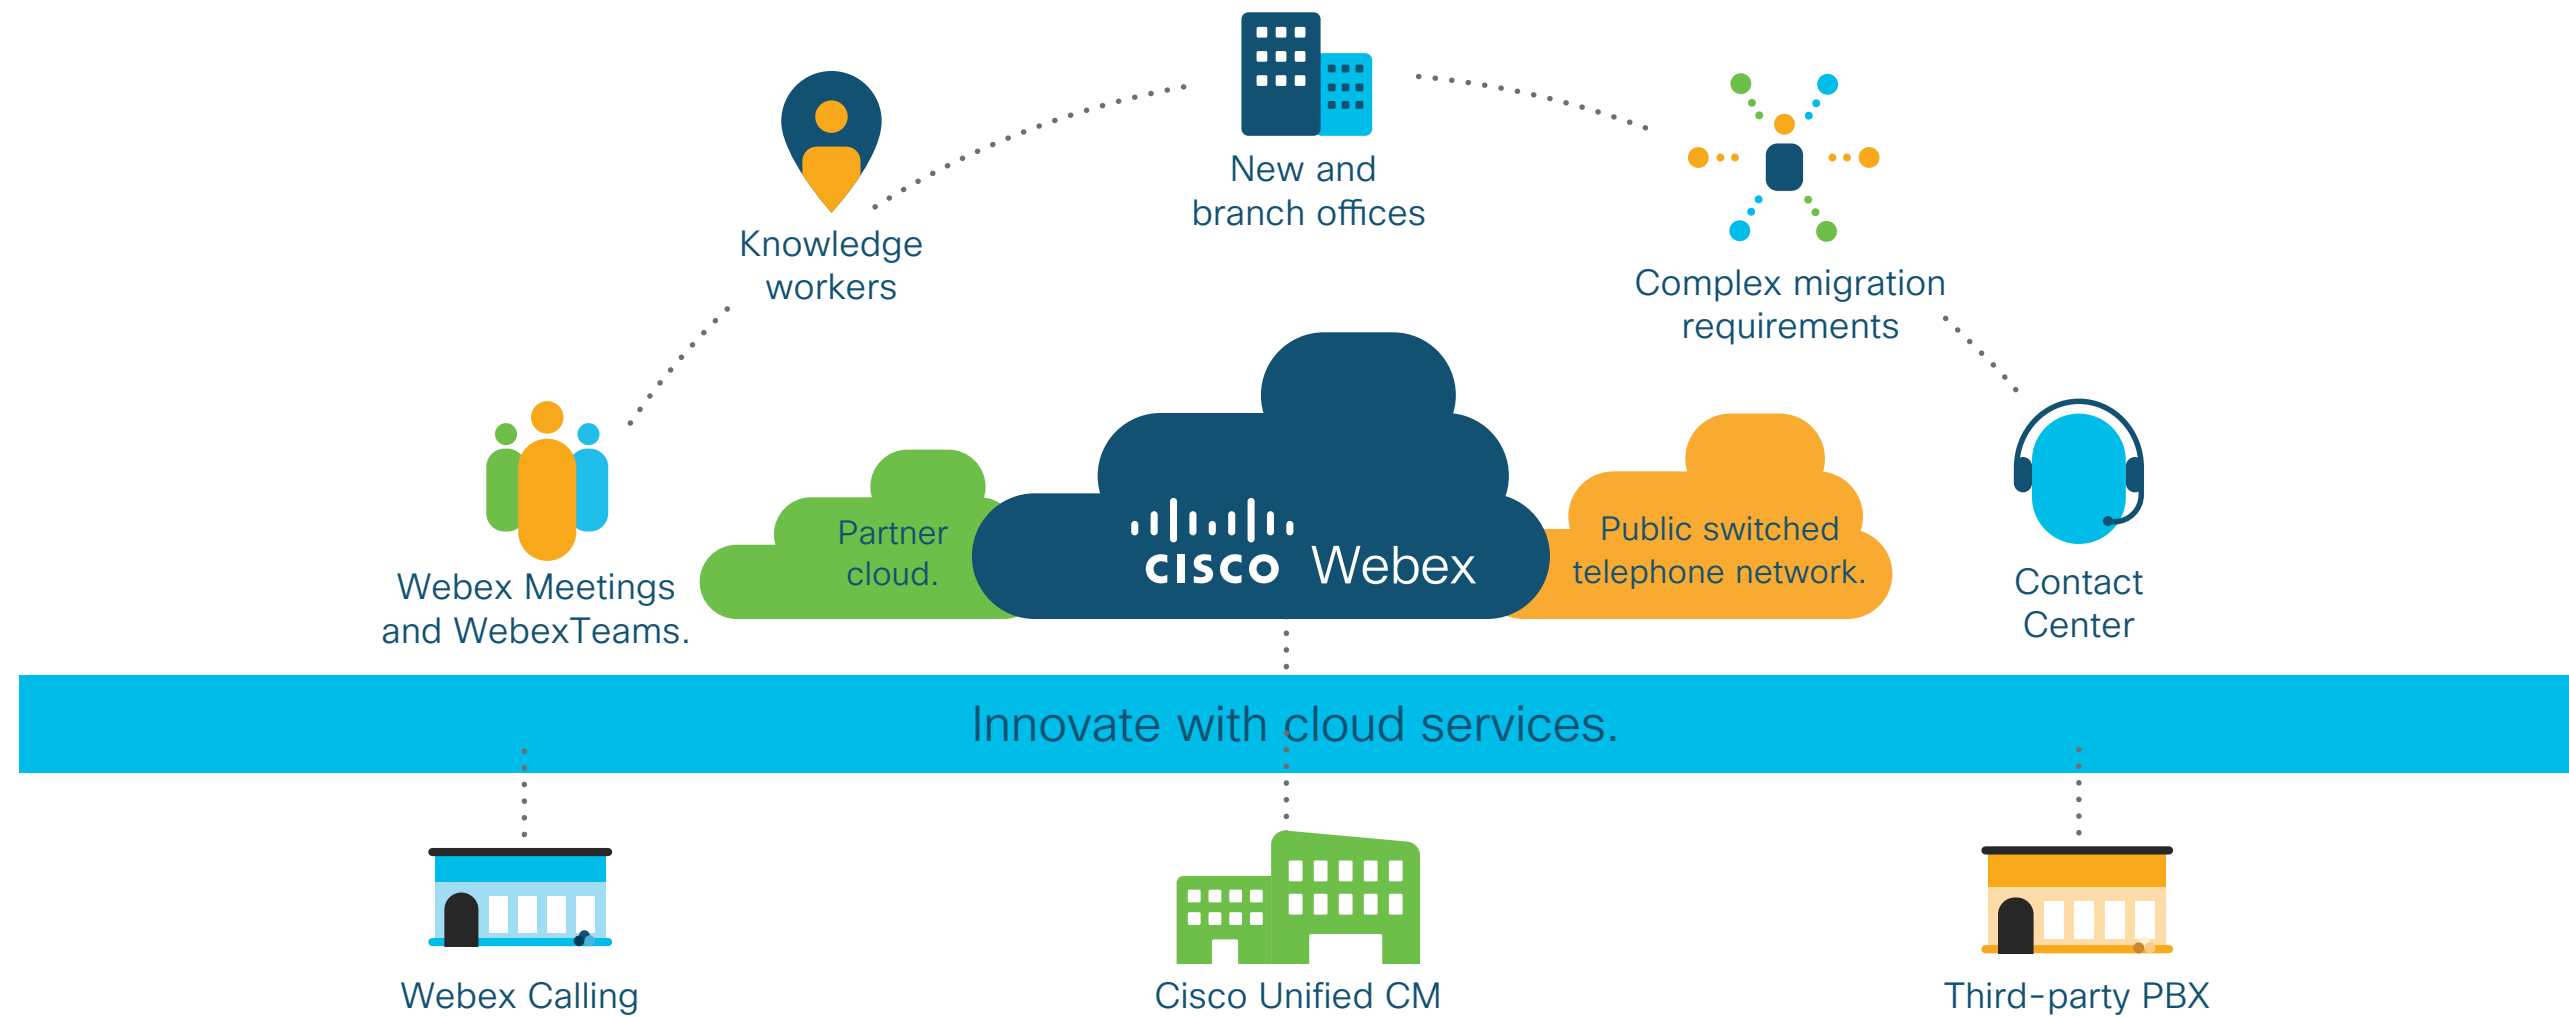 New and
branch offices
Knowledge
workers
Complex migration
requirements
Webex Meetings
and WebexTeams.
Partner
cloud.
CISCO Webex
Public switched
telephone network.
Contact
Center
Innovate with cloud services.
Webex Calling
Cisco Unified CM
Third-party PBX